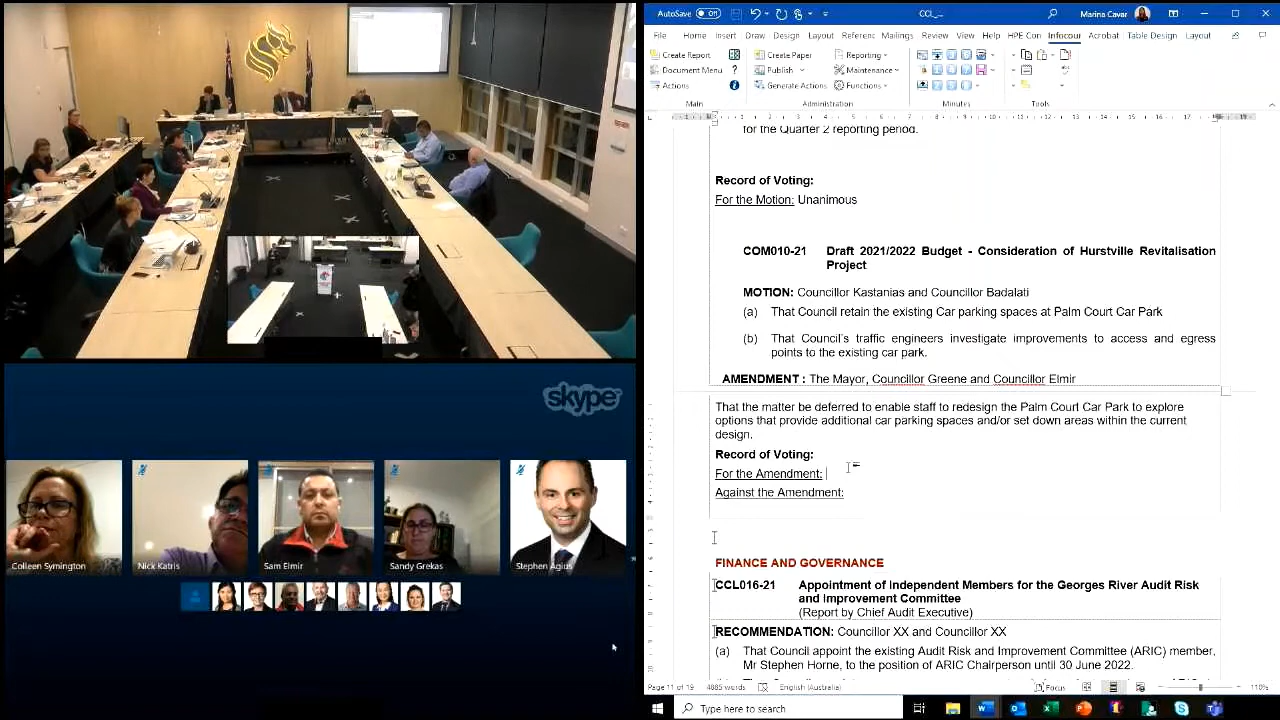 AutoSave Off CCL_... Marina Cavar
File Home Insert Draw Design Layout Referenc Mailings Review View Help HPE Con Infocour Acrobat Table Design Layout
Create Report Create Paper Reporting
Document Menu ? Publish Maintenance
Actions Generate Actions Functions
Main Administration Minutes Tools
for the Quarter 2 reporting period.
Record of Voting:
For the Motion: Unanimous
COM010-21 Draft 2021/2022 Budget - Consideration of Hurstville Revitalisation
Project
MOTION: Councillor Kastanias and Councillor Badalati
(a) That Council retain the existing Car parking spaces at Palm Court Car Park
(b) That Council's traffic engineers investigate improvements to access and egress
points to the existing car park.
AMENDMENT : The Mayor, Councillor Greene and Councillor Elmir
That the matter be deferred to enable staff to redesign the Palm Court Car Park to explore
options that provide additional car parking spaces and/or set down areas within the current
design.
Record of Voting:
For the Amendment:
Against the Amendment:
FINANCE AND GOVERNANCE
CCL016-21 Appointment of Independent Members for the Georges River Audit Risk
and Improvement Committee
(Report by Chief Audit Executive)
RECOMMENDATION: Councillor XX and Councillor XX
(a) That Council appoint the existing Audit Risk and Improvement Committee (ARIC) member,
Mr Stephen Horne, to the position of ARIC Chairperson until 30 June 2022.
Page 11 of 19 4885 words English (Australia) Focus 110%
Type here to search
skype
Colleen Symington
Nick Katris
Sam Elmir
Sandy Grekas
Stephen Agius